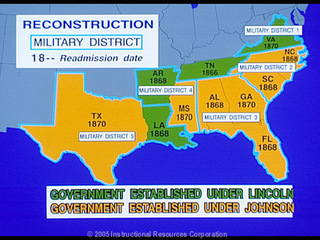 RECONSTRUCTION
MILITARY DISTRICT
18-- Readmission date
MILITARY DISTRICT 1
VA
1870
NC
1868
MILITARY DISTRICT 2
TN
1866
AR
1868
MILITARY DISTRICT 4
SC
1868
MS
1870
AL
1868
GA
1870
MILITARY DISTRICT 3
TX
1870
MILITARY DISTRICT 5
LA
1868
FL
1868
GOVERNMENT ESTABLISHED UNDER LINCOLN
GOVERNMENT ESTABLISHED UNDER JOHNSON
© 2005 Instructional Resources Corporation